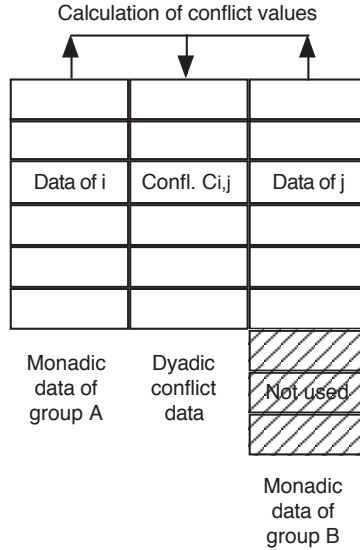 Calculation of conflict values
Data of i
Confl. Ci,j
Data of j
Monadic
data of
group A
Dyadic
conflict
data
Not used
Monadic
data of
group B